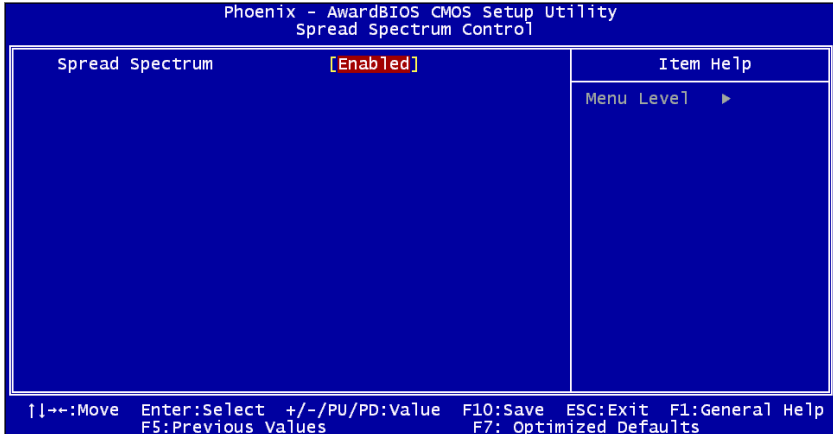 Phoenix - AwardBIOS CMOS Setup Utility
Spread Spectrum Control
Spread Spectrum [Enabled]
Item Help
Menu Level ►
↑↓→←:Move Enter:Select +/-/PU/PD:Value F10:Save ESC:Exit F1:General Help
F5:Previous Values F7: Optimized Defaults